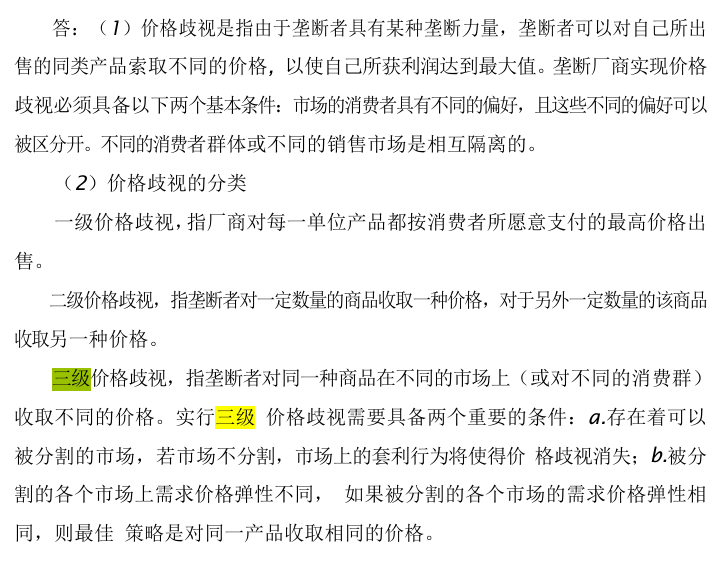 答：（1）价格歧视是指由于垄断者具有某种垄断力量，垄断者可以对自己所出
售的同类产品索取不同的价格，以使自己所获利润达到最大值。垄断厂商实现价格
歧视必须具备以下两个基本条件：市场的消费者具有不同的偏好，且这些不同的偏好可以
被区分开。不同的消费者群体或不同的销售市场是相互隔离的。
（2）价格歧视的分类
一级价格歧视，指厂商对每一单位产品都按消费者所愿意支付的最高价格出
售。
二级价格歧视，指垄断者对一定数量的商品收取一种价格，对于另外一定数量的该商品
收取另一种价格。
三级价格歧视，指垄断者对同一种商品在不同的市场上（或对不同的消费群）
收取不同的价格。实行三级 价格歧视需要具备两个重要的条件：a.存在着可以
被分割的市场，若市场不分割，市场上的套利行为将使得价 格歧视消失；b.被分
割的各个市场上需求价格弹性不同， 如果被分割的各个市场的需求价格弹性相
同，则最佳 策略是对同一产品收取相同的价格。